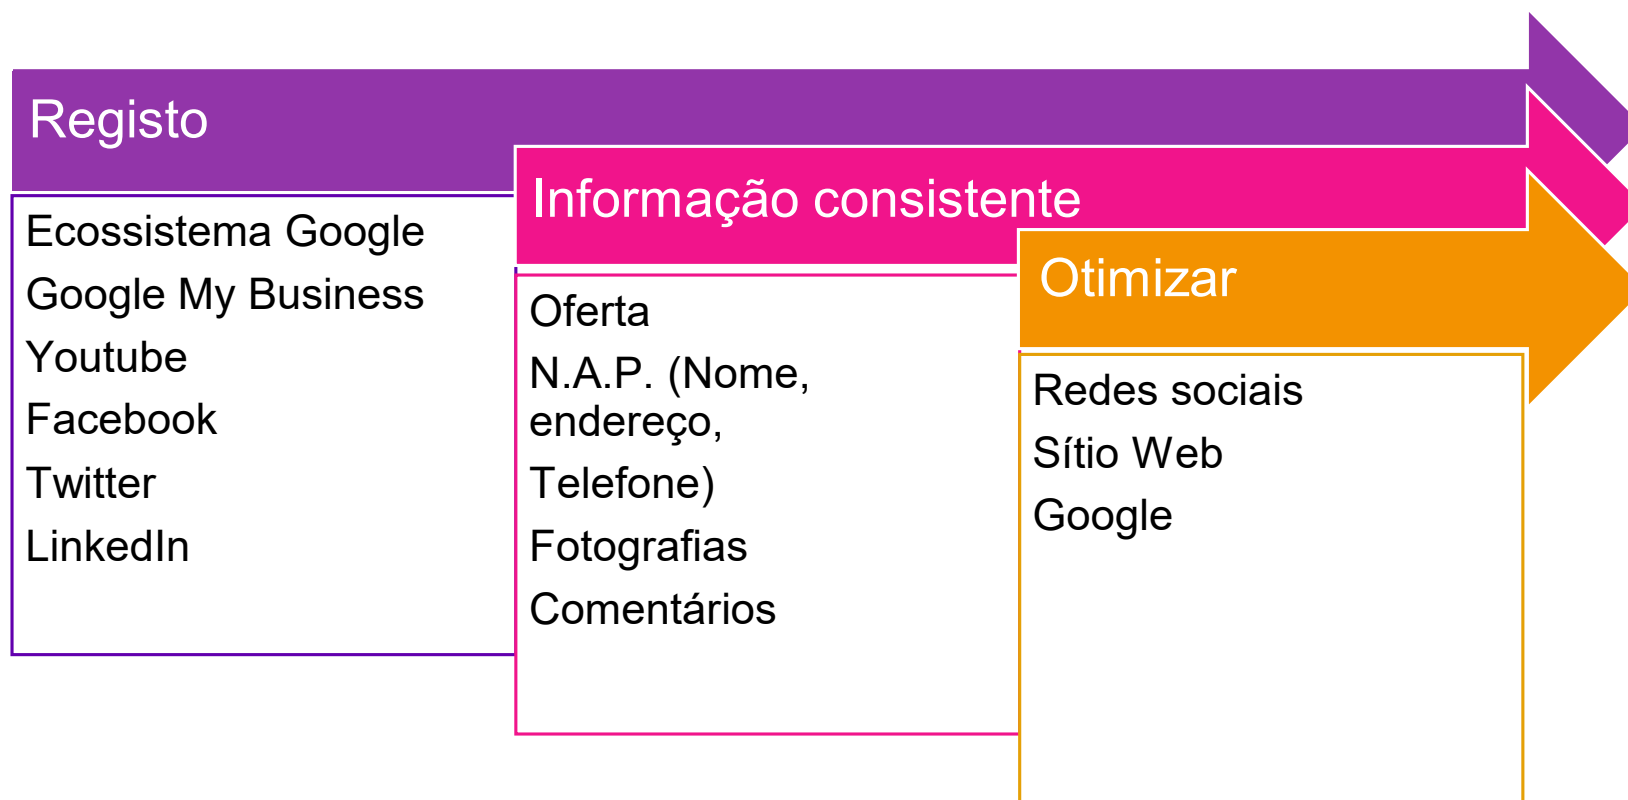 Registo
Ecossistema Google
Google My Business
Youtube
Facebook
Twitter
LinkedIn
Informação consistente
Oferta
N.A.P. (Nome,
endereço,
Telefone)
Fotografias
Comentários
Otimizar
Redes sociais
Sítio Web
Google